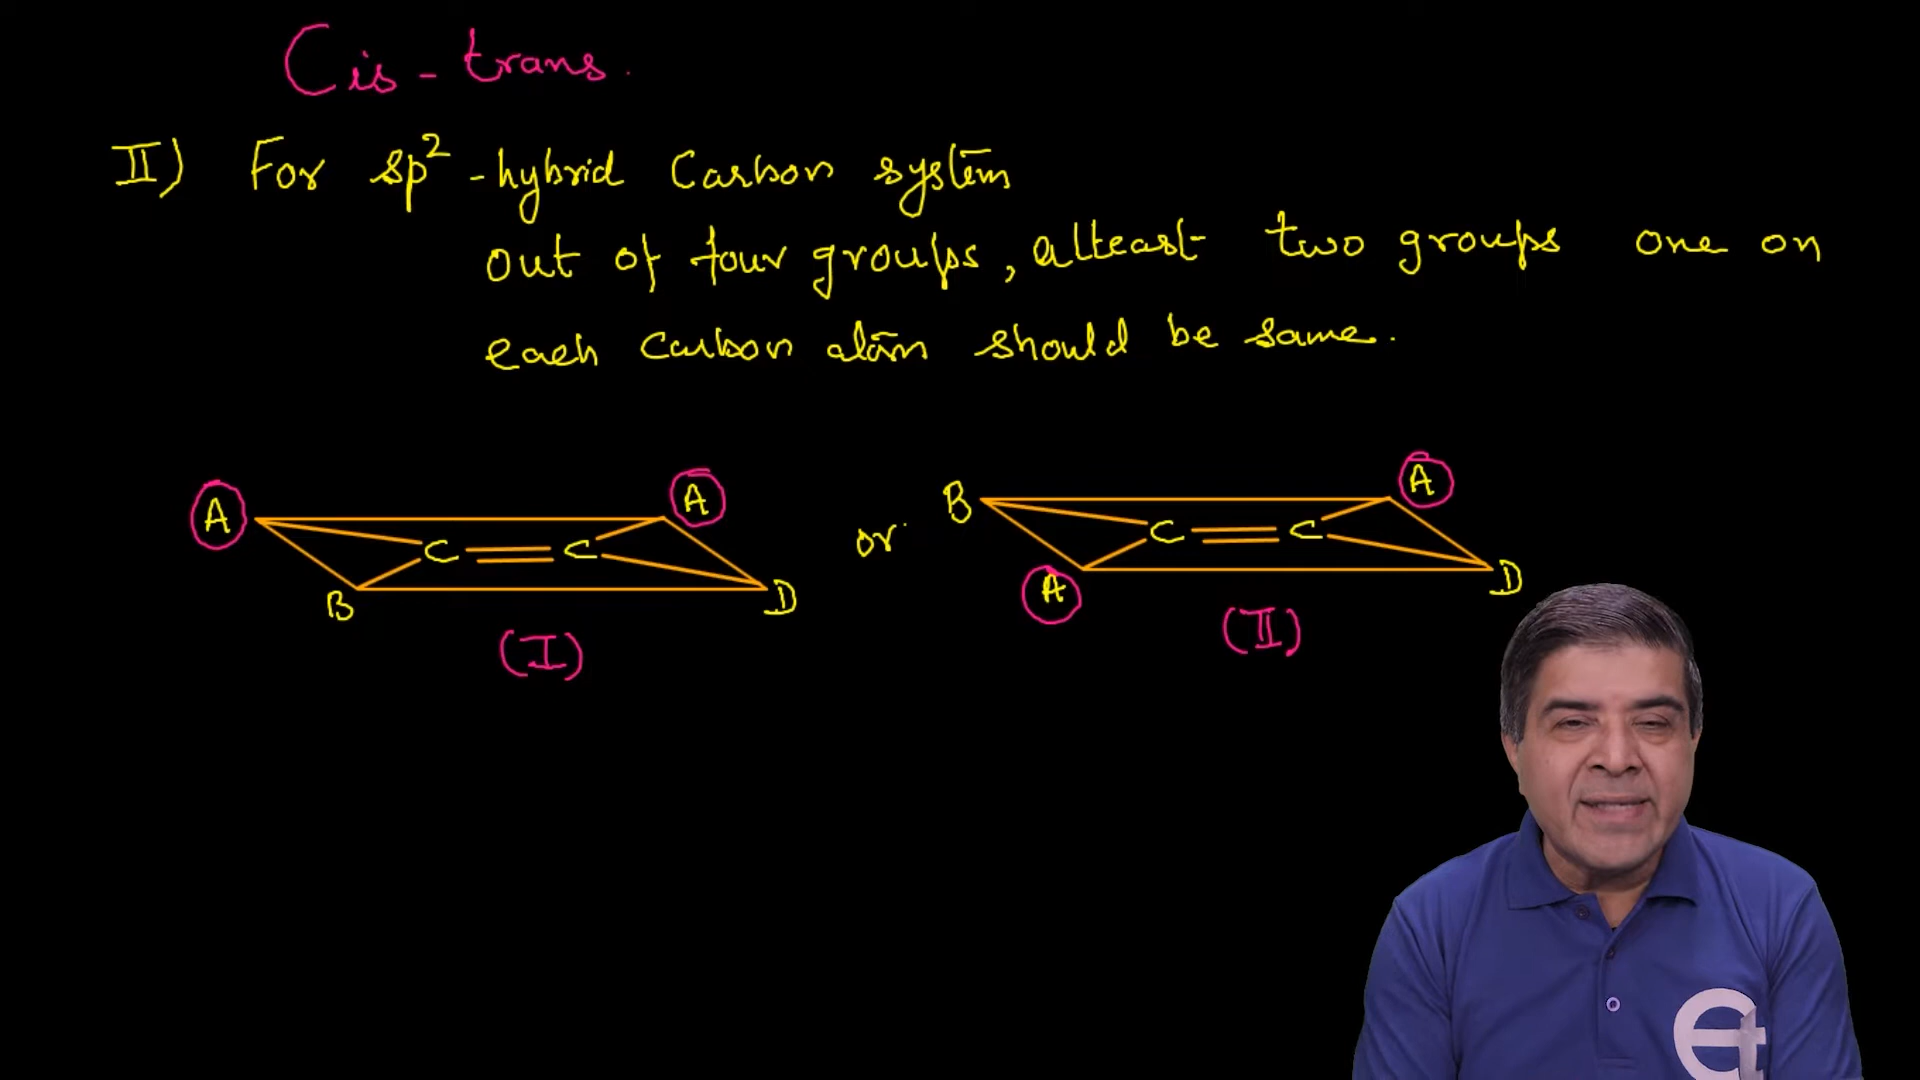 Cis - trans.
II) For sp² - hybrid Carbon system
out of four groups, atleast two groups one on
each carbon atom should be same.
A A
C = C
B D
(I)
or
B A
C = C
A D
(II)
et